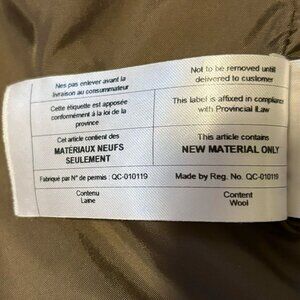 Nes pas enlever avant la
livraison au consommateur
Not to be removed until
delivered to customer
Cette étiquette est apposée
conformément à la loi de la
province
This label is affixed in compliance
with Provincial lLaw
Cet article contient des
MATÉRIAUX NEUFS
SEULEMENT
This article contains
NEW MATERIAL ONLY
Fabriqué par N° de permis : QC-010119
Made by Reg. No. QC-010119
Contenu
Laine
Content
Wool